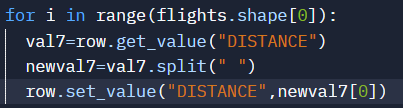 for i in range(flights.shape[0]):
  val7=row.get_value("DISTANCE")
  newval7=val7.split(" ")
  row.set_value("DISTANCE",newval7[0])